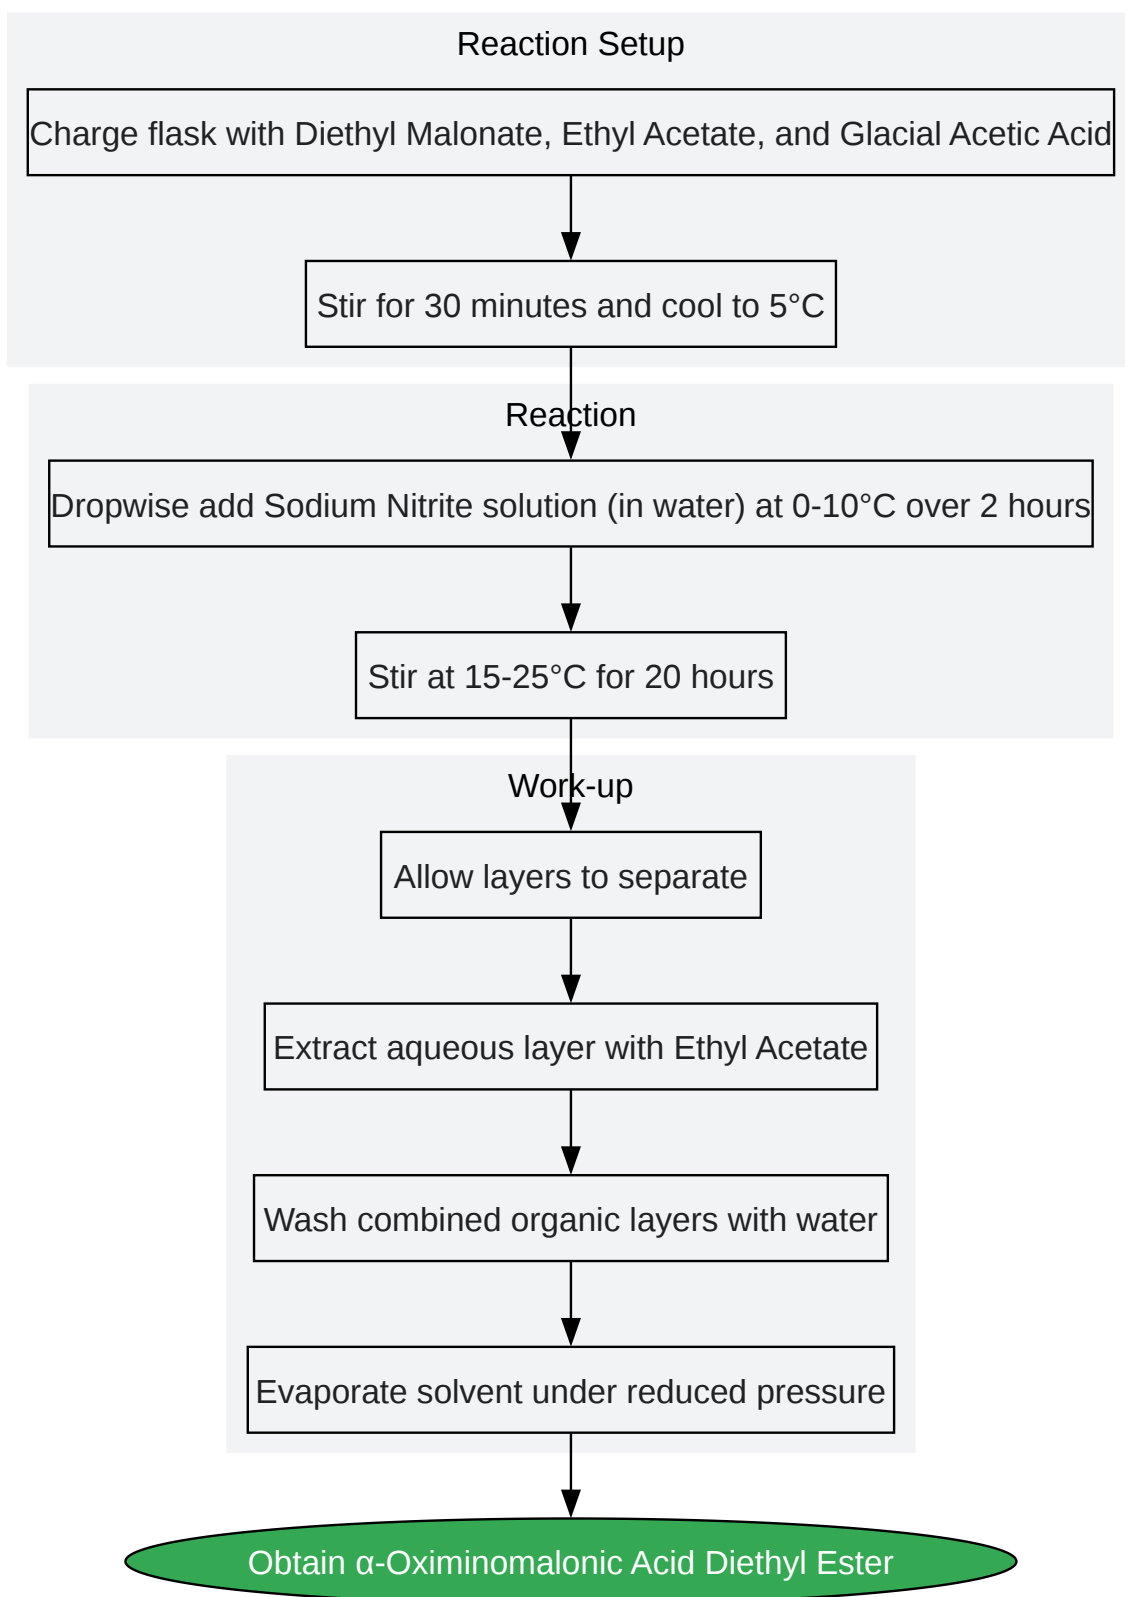 Reaction Setup
Charge flask with Diethyl Malonate, Ethyl Acetate, and Glacial Acetic Acid
Stir for 30 minutes and cool to 5°C
Reaction
Dropwise add Sodium Nitrite solution (in water) at 0-10°C over 2 hours
Stir at 15-25°C for 20 hours
Work-up
Allow layers to separate
Extract aqueous layer with Ethyl Acetate
Wash combined organic layers with water
Evaporate solvent under reduced pressure
Obtain α-Oximinomalonic Acid Diethyl Ester